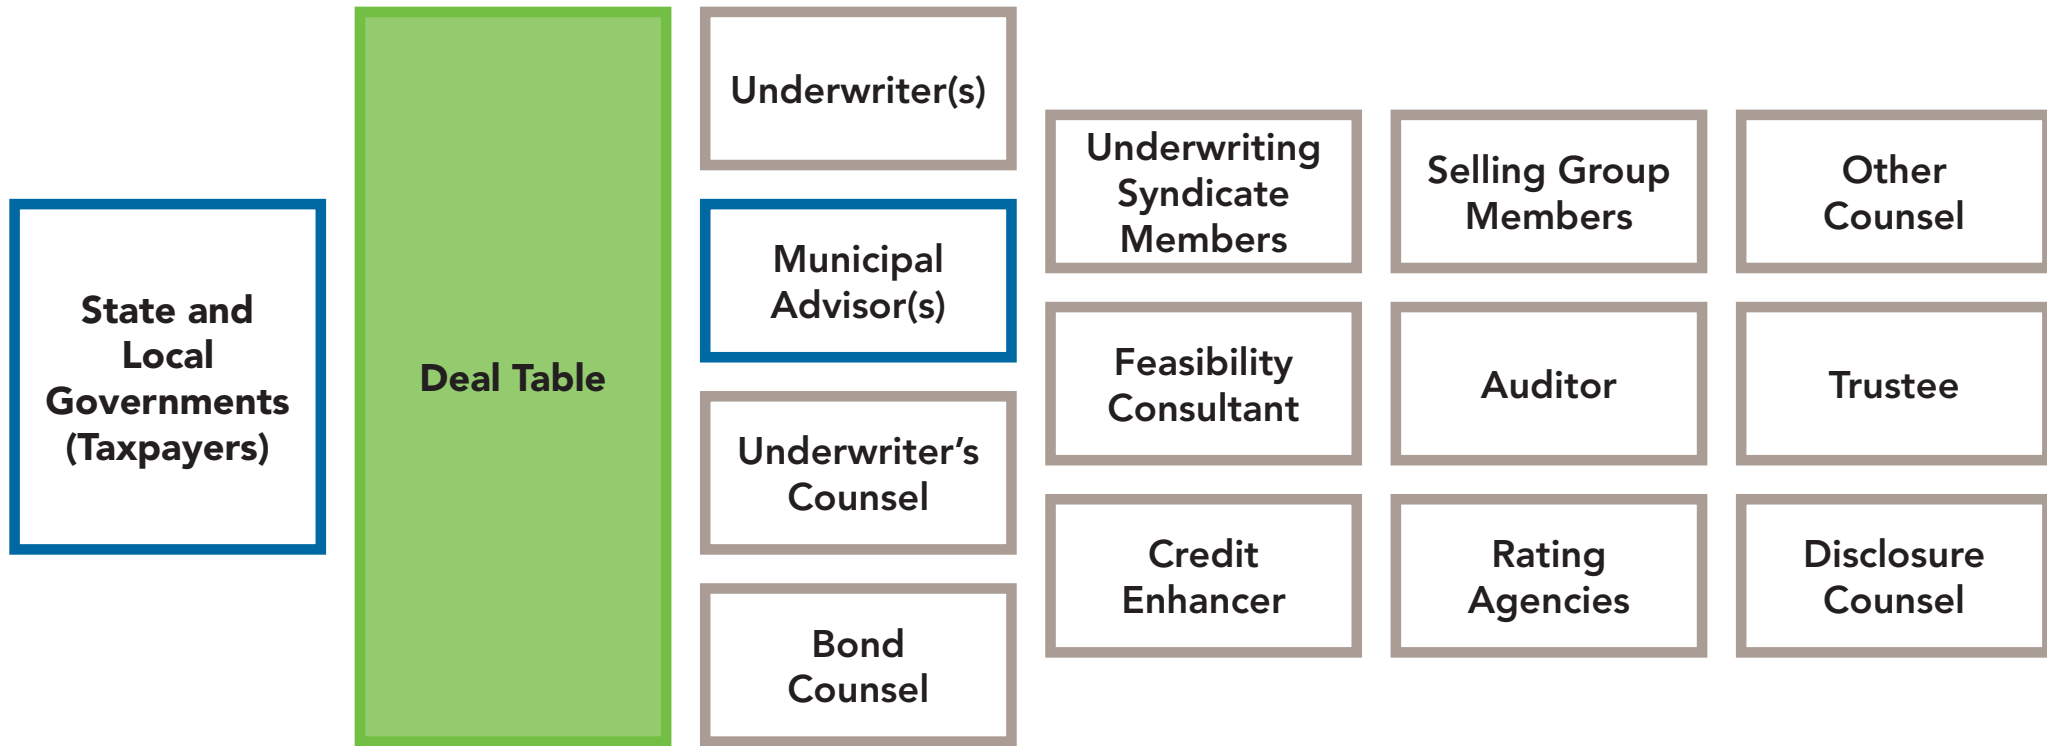 State and
Local
Governments
(Taxpayers)
Deal Table
Underwriter(s)
Municipal
Advisor(s)
Underwriter’s
Counsel
Bond
Counsel
Underwriting
Syndicate
Members
Feasibility
Consultant
Credit
Enhancer
Selling Group
Members
Auditor
Rating
Agencies
Other
Counsel
Trustee
Disclosure
Counsel